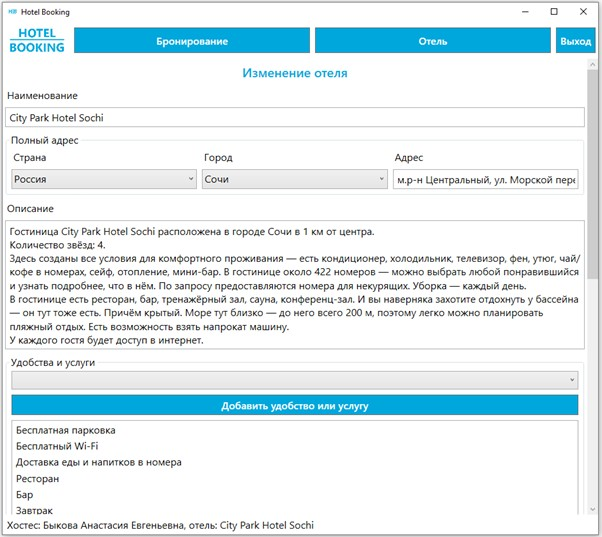 HB Hotel Booking
HOTEL
BOOKING
Бронирование
Отель
Выход
Изменение отеля
Наименование
City Park Hotel Sochi
Полный адрес
Страна
Город
Адрес
Россия
Сочи
м.р-н Центральный, ул. Морской пере
Описание
Гостиница City Park Hotel Sochi расположена в городе Сочи в 1 км от центра.
Количество звёзд: 4.
Здесь созданы все условия для комфортного проживания — есть кондиционер, холодильник, телевизор, фен, утюг, чай/
кофе в номерах, сейф, отопление, мини-бар. В гостинице около 422 номеров — можно выбрать любой понравившийся
и узнать подробнее, что в нём. По запросу предоставляются номера для некурящих. Уборка — каждый день.
В гостинице есть ресторан, бар, тренажёрный зал, сауна, конференц-зал. И вы наверняка захотите отдохнуть у бассейна
— он тут тоже есть. Причём крытый. Море тут близко — до него всего 200 м, поэтому легко можно планировать
пляжный отдых. Есть возможность взять напрокат машину.
У каждого гостя будет доступ в интернет.
Удобства и услуги
Добавить удобство или услугу
Бесплатная парковка
Бесплатный Wi-Fi
Доставка еды и напитков в номера
Ресторан
Бар
Завтрак
Хостес: Быкова Анастасия Евгеньевна, отель: City Park Hotel Sochi